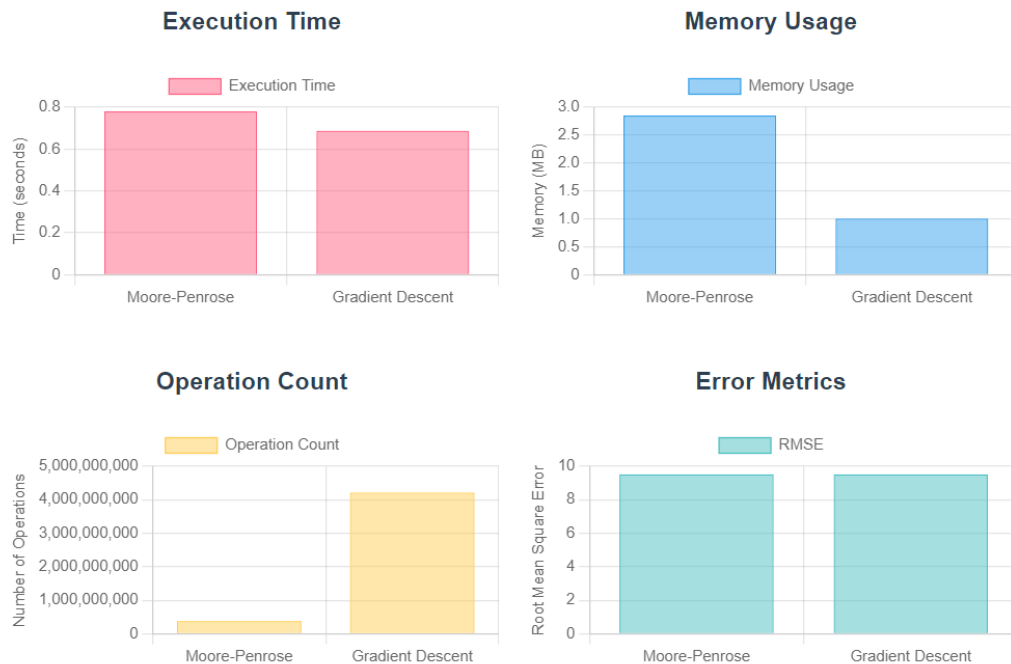 Execution Time
Execution Time
Time (seconds)
0.8
0.6
0.4
0.2
0
Moore-Penrose
Gradient Descent
Memory Usage
Memory Usage
Memory (MB)
3.0
2.5
2.0
1.5
1.0
0.5
0
Moore-Penrose
Gradient Descent
Operation Count
Operation Count
Number of Operations
5,000,000,000
4,000,000,000
3,000,000,000
2,000,000,000
1,000,000,000
0
Moore-Penrose
Gradient Descent
Error Metrics
RMSE
Root Mean Square Error
10
8
6
4
2
0
Moore-Penrose
Gradient Descent